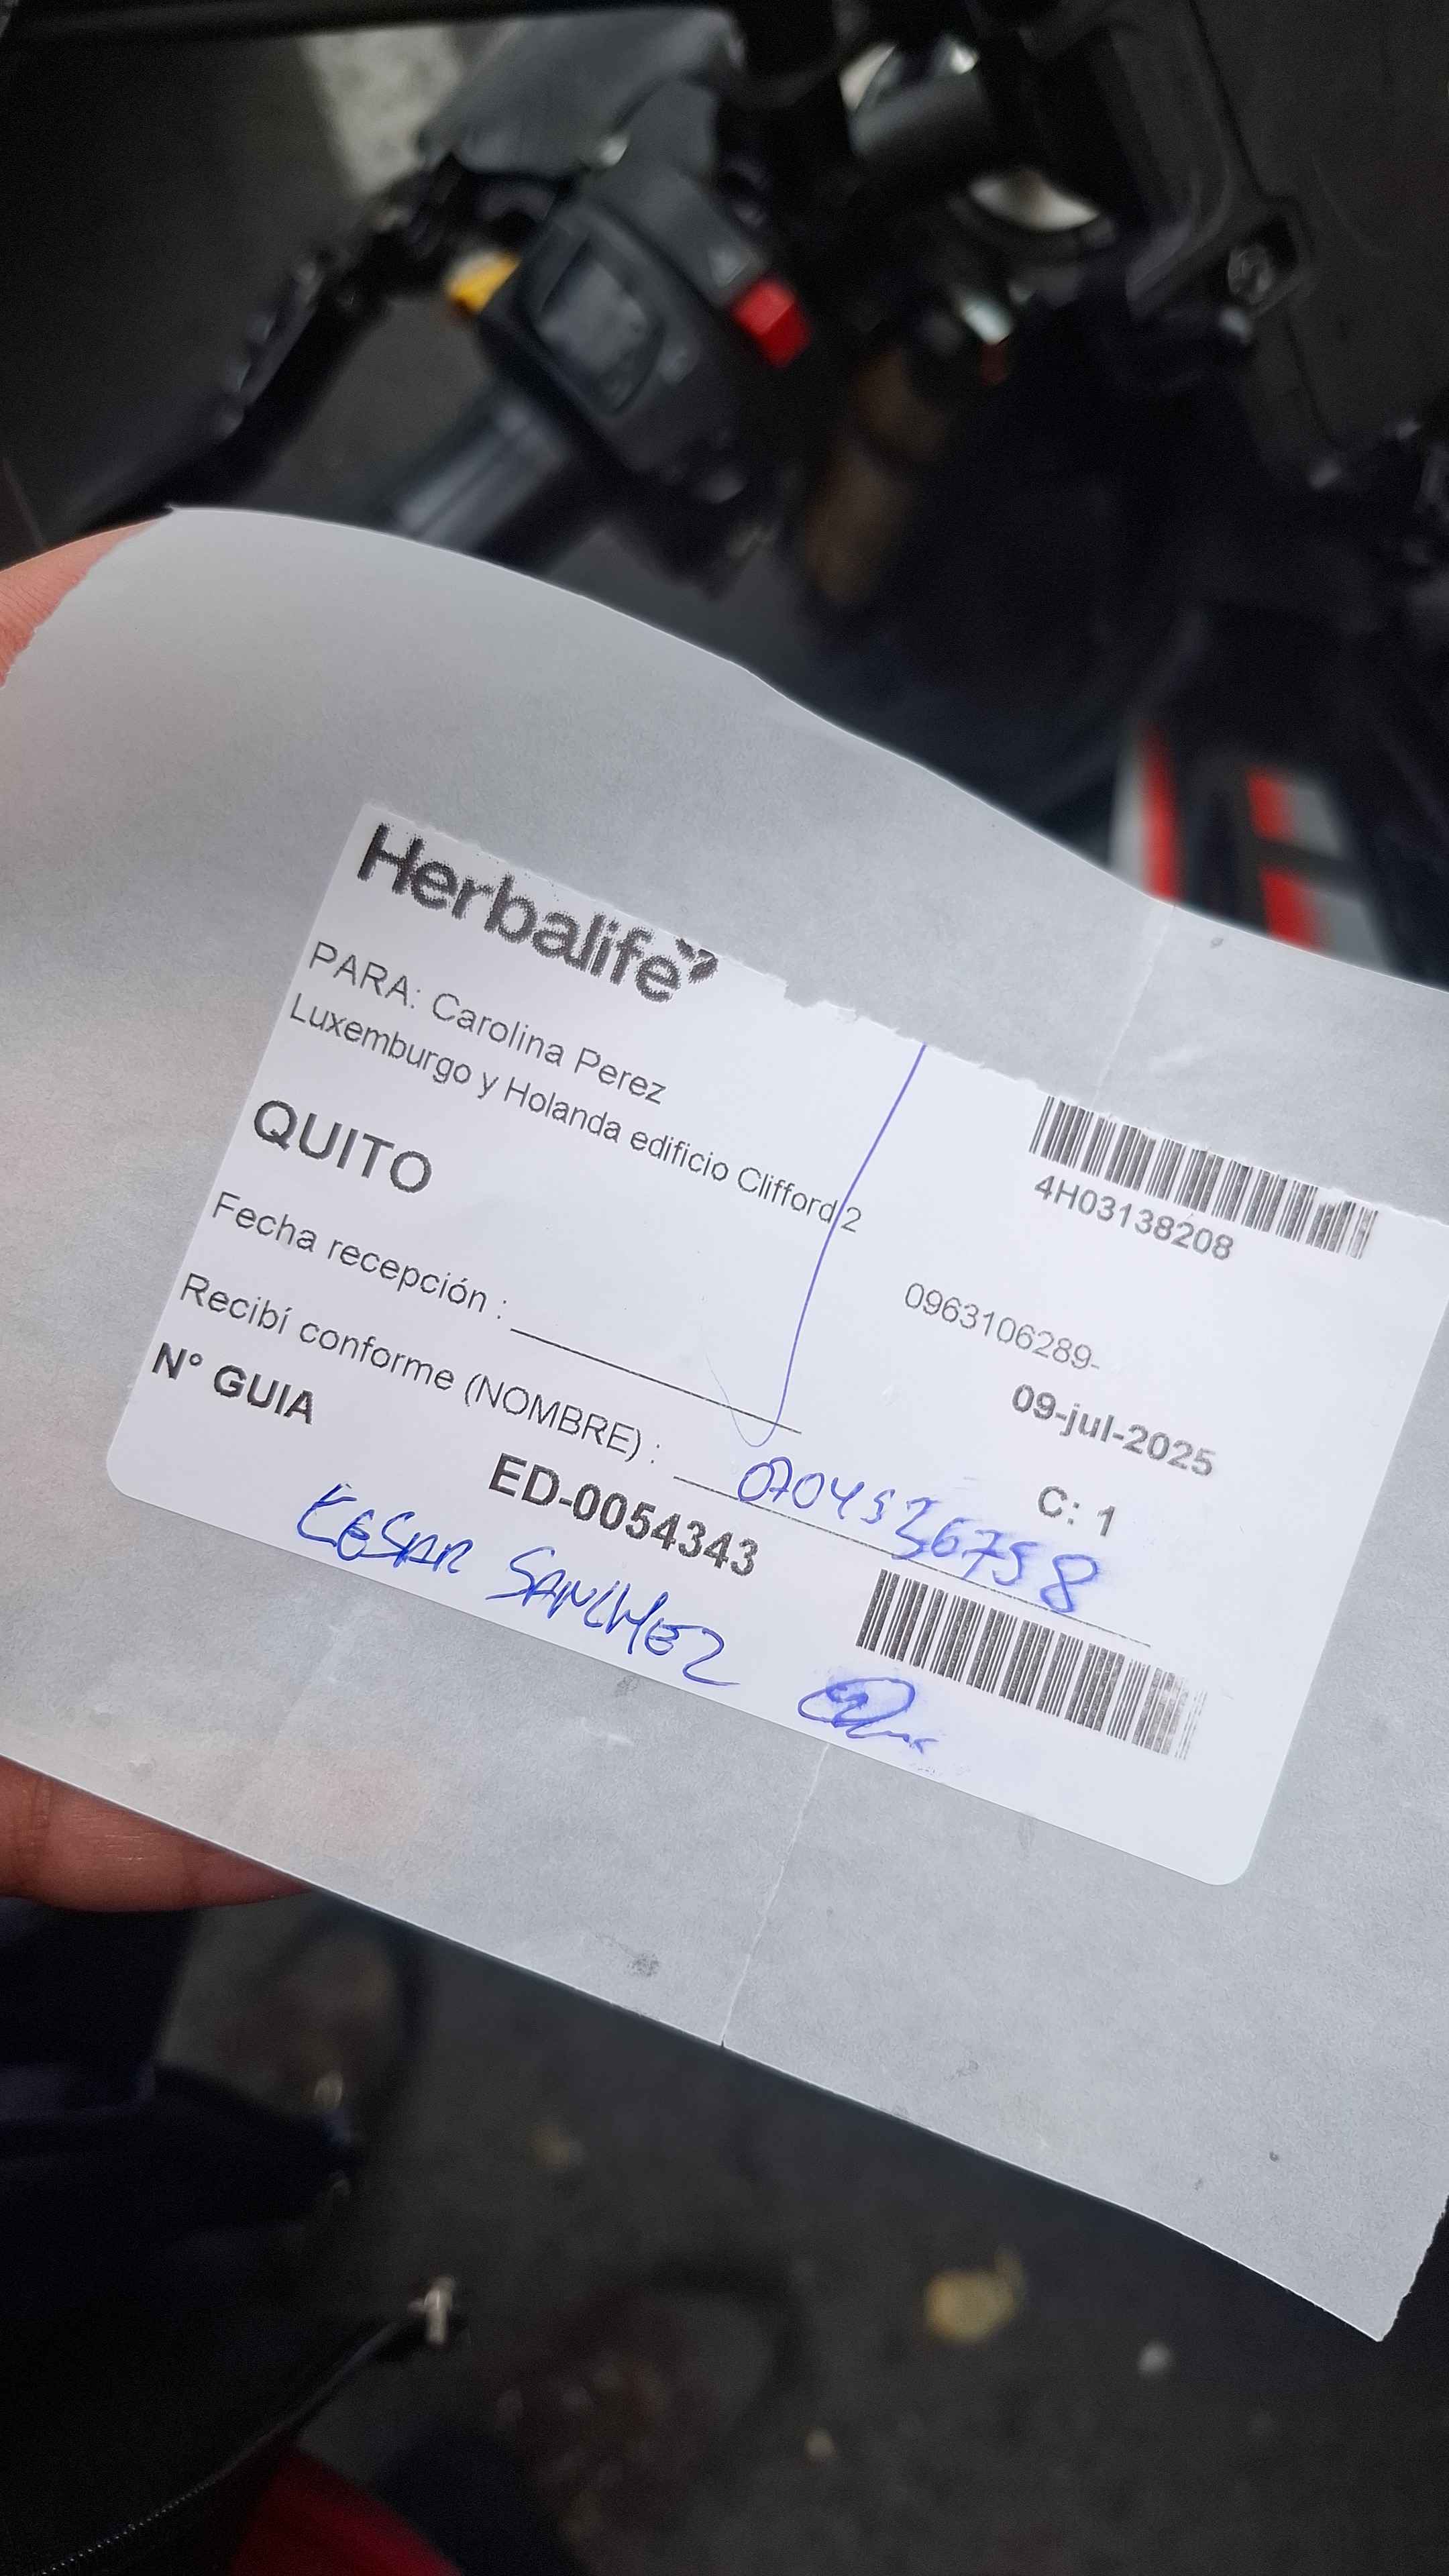 Herbalife
PARA: Carolina Perez
Luxemburgo y Holanda edificio Clifford 2
4H03138208
QUITO
0963106289-
Fecha recepción :
09-jul-2025
Recibí conforme (NOMBRE) :
C: 1
N° GUIA
ED-0054343
CESAR SANCHEZ